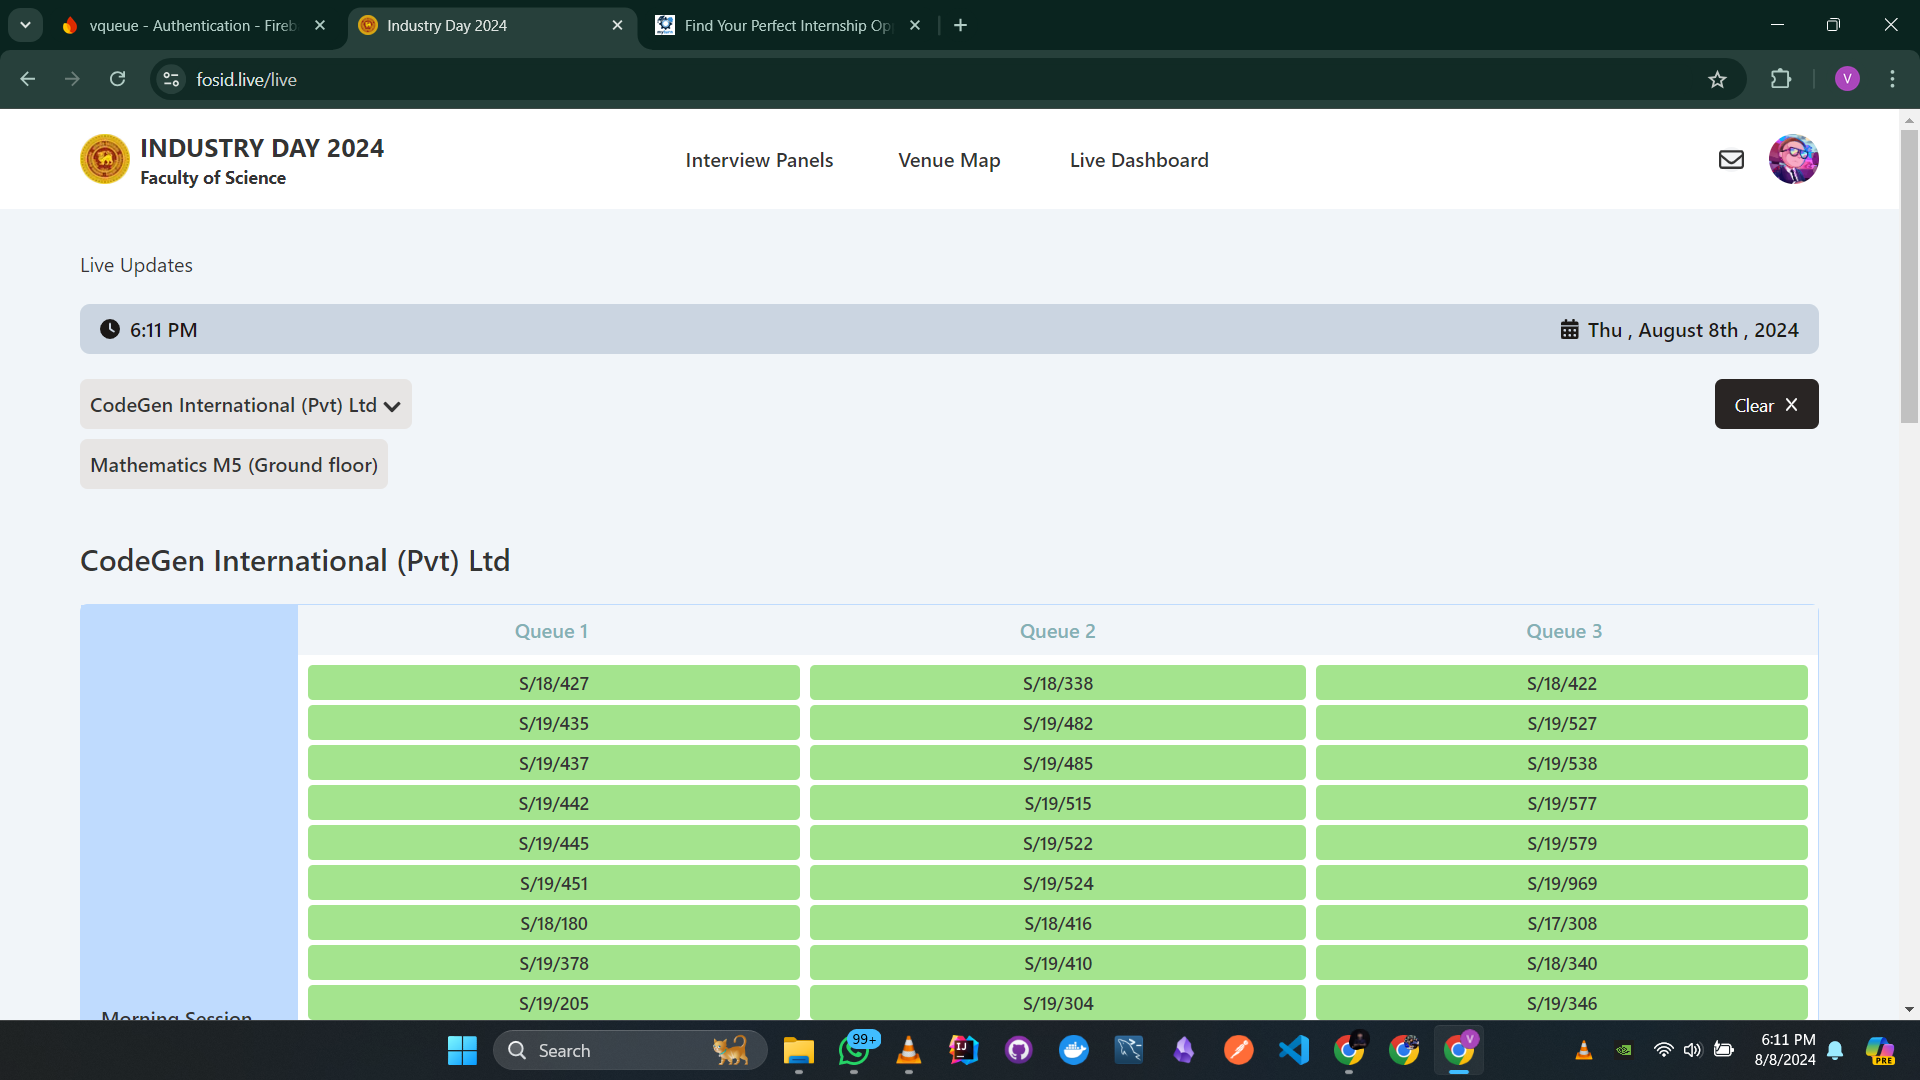 vqueue - Authentication - Fireb
Industry Day 2024
Find Your Perfect Internship Op
fosid.live/live
V
INDUSTRY DAY 2024
Faculty of Science
Interview Panels
Venue Map
Live Dashboard
Live Updates
6:11 PM
Thu , August 8th , 2024
CodeGen International (Pvt) Ltd
Clear X
Mathematics M5 (Ground floor)
CodeGen International (Pvt) Ltd
Queue 1 Queue 2 Queue 3
S/18/427 S/18/338 S/18/422
S/19/435 S/19/482 S/19/527
S/19/437 S/19/485 S/19/538
S/19/442 S/19/515 S/19/577
S/19/445 S/19/522 S/19/579
S/19/451 S/19/524 S/19/969
S/18/180 S/18/416 S/17/308
S/19/378 S/19/410 S/18/340
S/19/205 S/19/304 S/19/346
Morning Session
Search
99+
IJ
V
6:11 PM
8/8/2024
PRE